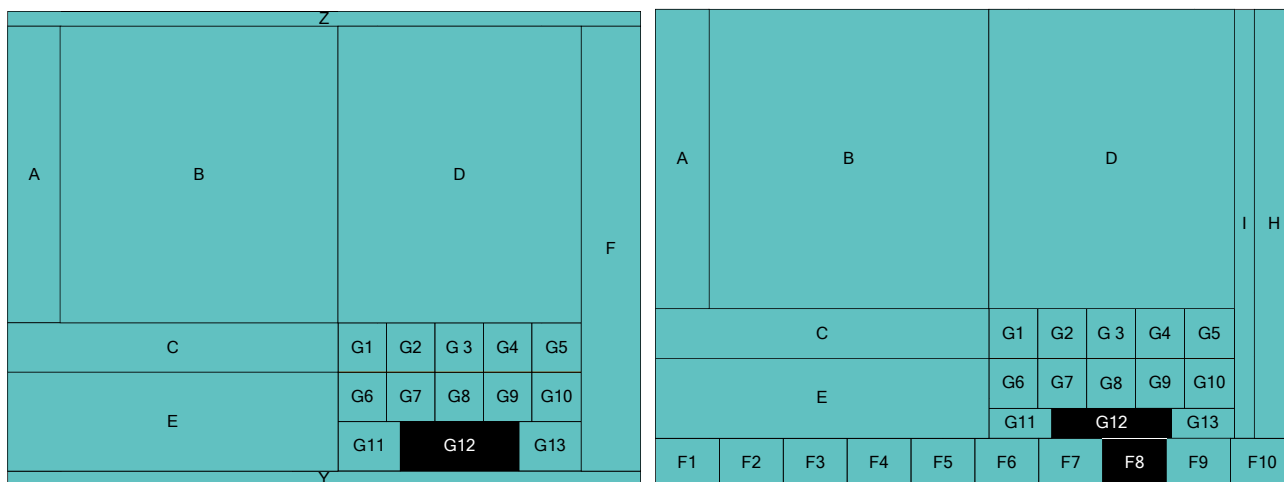 Z
A B D F
C G1 G2 G 3 G4 G5
E G6 G7 G8 G9 G10
G11 G12 G13
Y
A B D I H
C G1 G2 G 3 G4 G5
E G6 G7 G8 G9 G10
G11 G12 G13
F1 F2 F3 F4 F5 F6 F7 F8 F9 F10